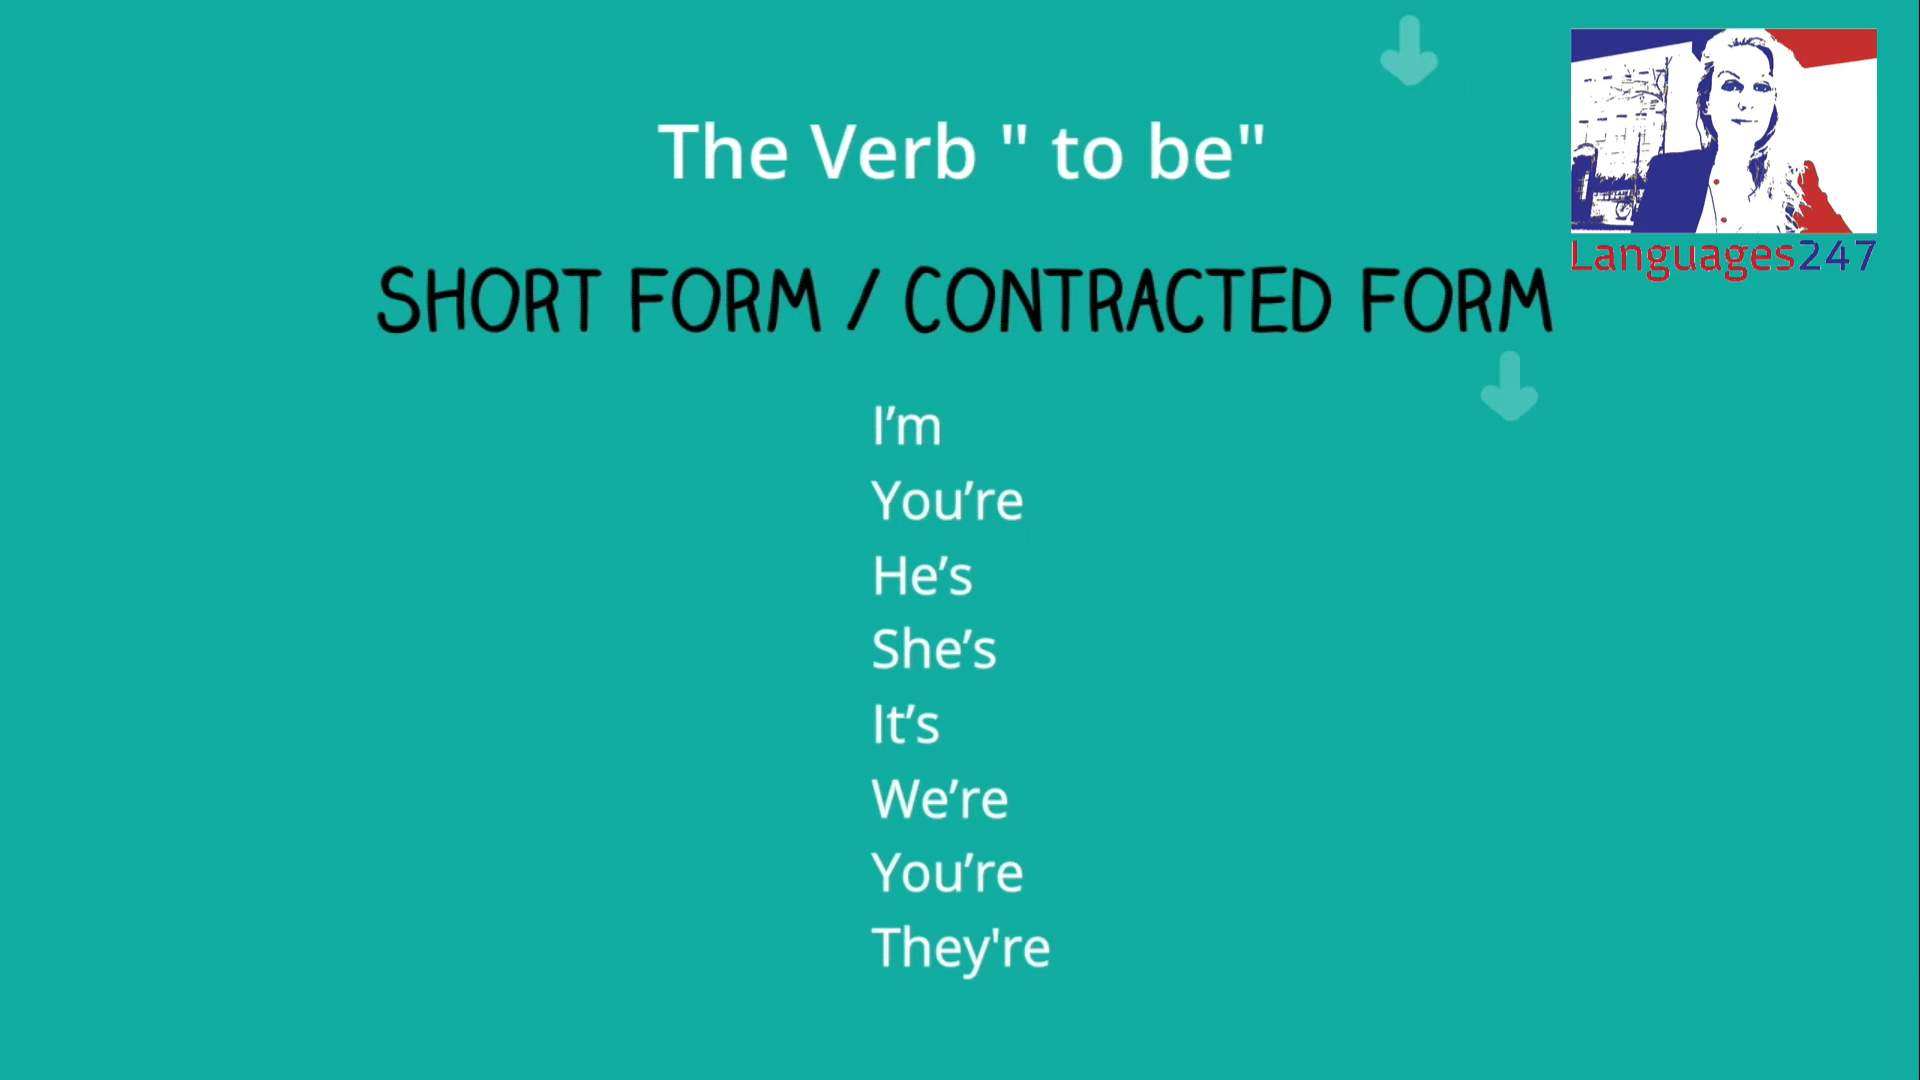 The Verb " to be"
Languages247
SHORT FORM / CONTRACTED FORM
I’m
You’re
He’s
She’s
It’s
We’re
You’re
They're